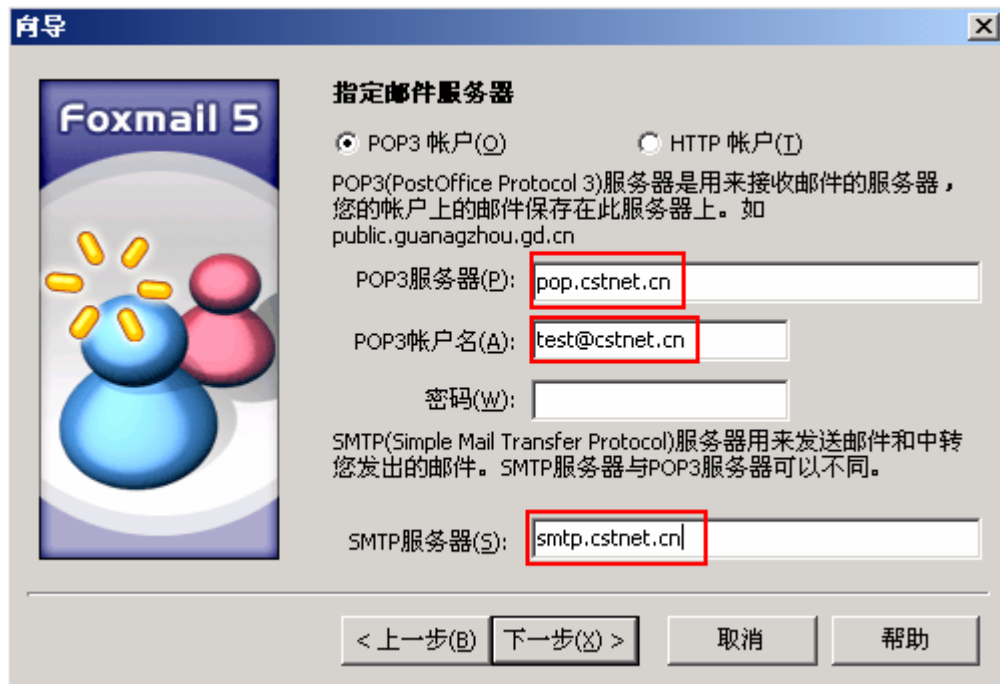 向导
Foxmail 5
指定邮件服务器
POP3 帐户(O)
HTTP 帐户(T)
POP3(PostOffice Protocol 3)服务器是用来接收邮件的服务器，
您的帐户上的邮件保存在此服务器上。如
public.guanagzhou.gd.cn
POP3服务器(P): pop.cstnet.cn
POP3帐户名(A): test@cstnet.cn
密码(W):
SMTP(Simple Mail Transfer Protocol)服务器用来发送邮件和中转
您发出的邮件。SMTP服务器与POP3服务器可以不同。
SMTP服务器(S): smtp.cstnet.cn
< 上一步(B) 下一步(X) > 取消 帮助